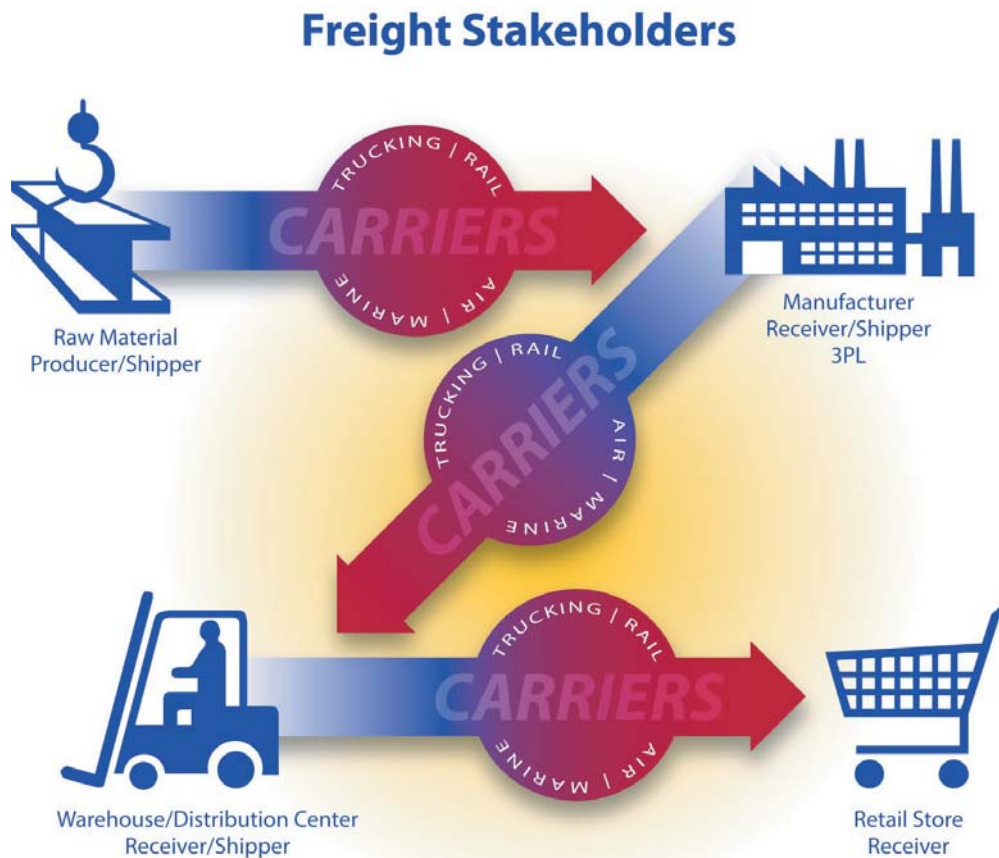 Freight Stakeholders
TRUCKING | RAIL
CARRIERS
AIR | MARINE
Raw Material
Producer/Shipper
Manufacturer
Receiver/Shipper
3PL
TRUCKING | RAIL
CARRIERS
AIR | MARINE
TRUCKING | RAIL
CARRIERS
AIR | MARINE
Warehouse/Distribution Center
Receiver/Shipper
Retail Store
Receiver